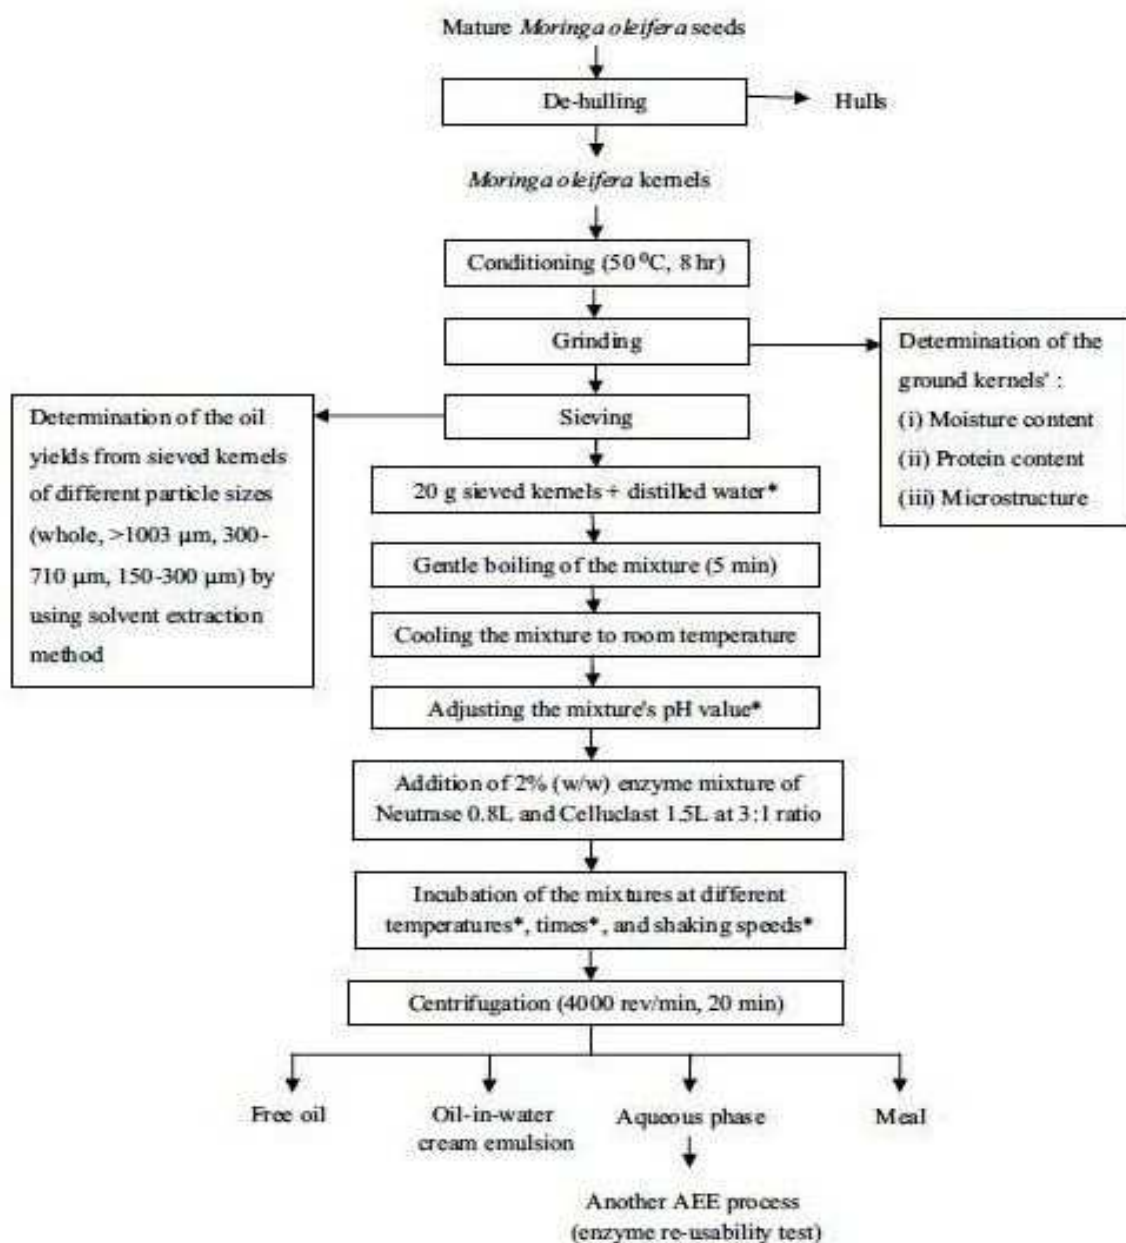 Mature Moringa oleifera seeds
De-hulling
Hulls
Moringa oleifera kernels
Conditioning (50 ⁰C, 8 hr)
Grinding
Determination of the
ground kernels' :
(i) Moisture content
(ii) Protein content
(iii) Microstructure
Sieving
Determination of the oil
yields from sieved kernels
of different particle sizes
(whole, >1003 µm, 300-
710 µm, 150-300 µm) by
using solvent extraction
method
20 g sieved kernels + distilled water*
Gentle boiling of the mixture (5 min)
Cooling the mixture to room temperature
Adjusting the mixture's pH value*
Addition of 2% (w/w) enzyme mixture of
Neutrase 0.8L and Celluclast 1.5L at 3:1 ratio
Incubation of the mixtures at different
temperatures*, times*, and shaking speeds*
Centrifugation (4000 rev/min, 20 min)
Free oil
Oil-in-water
cream emulsion
Aqueous phase
Meal
Another AEE process
(enzyme re-usability test)